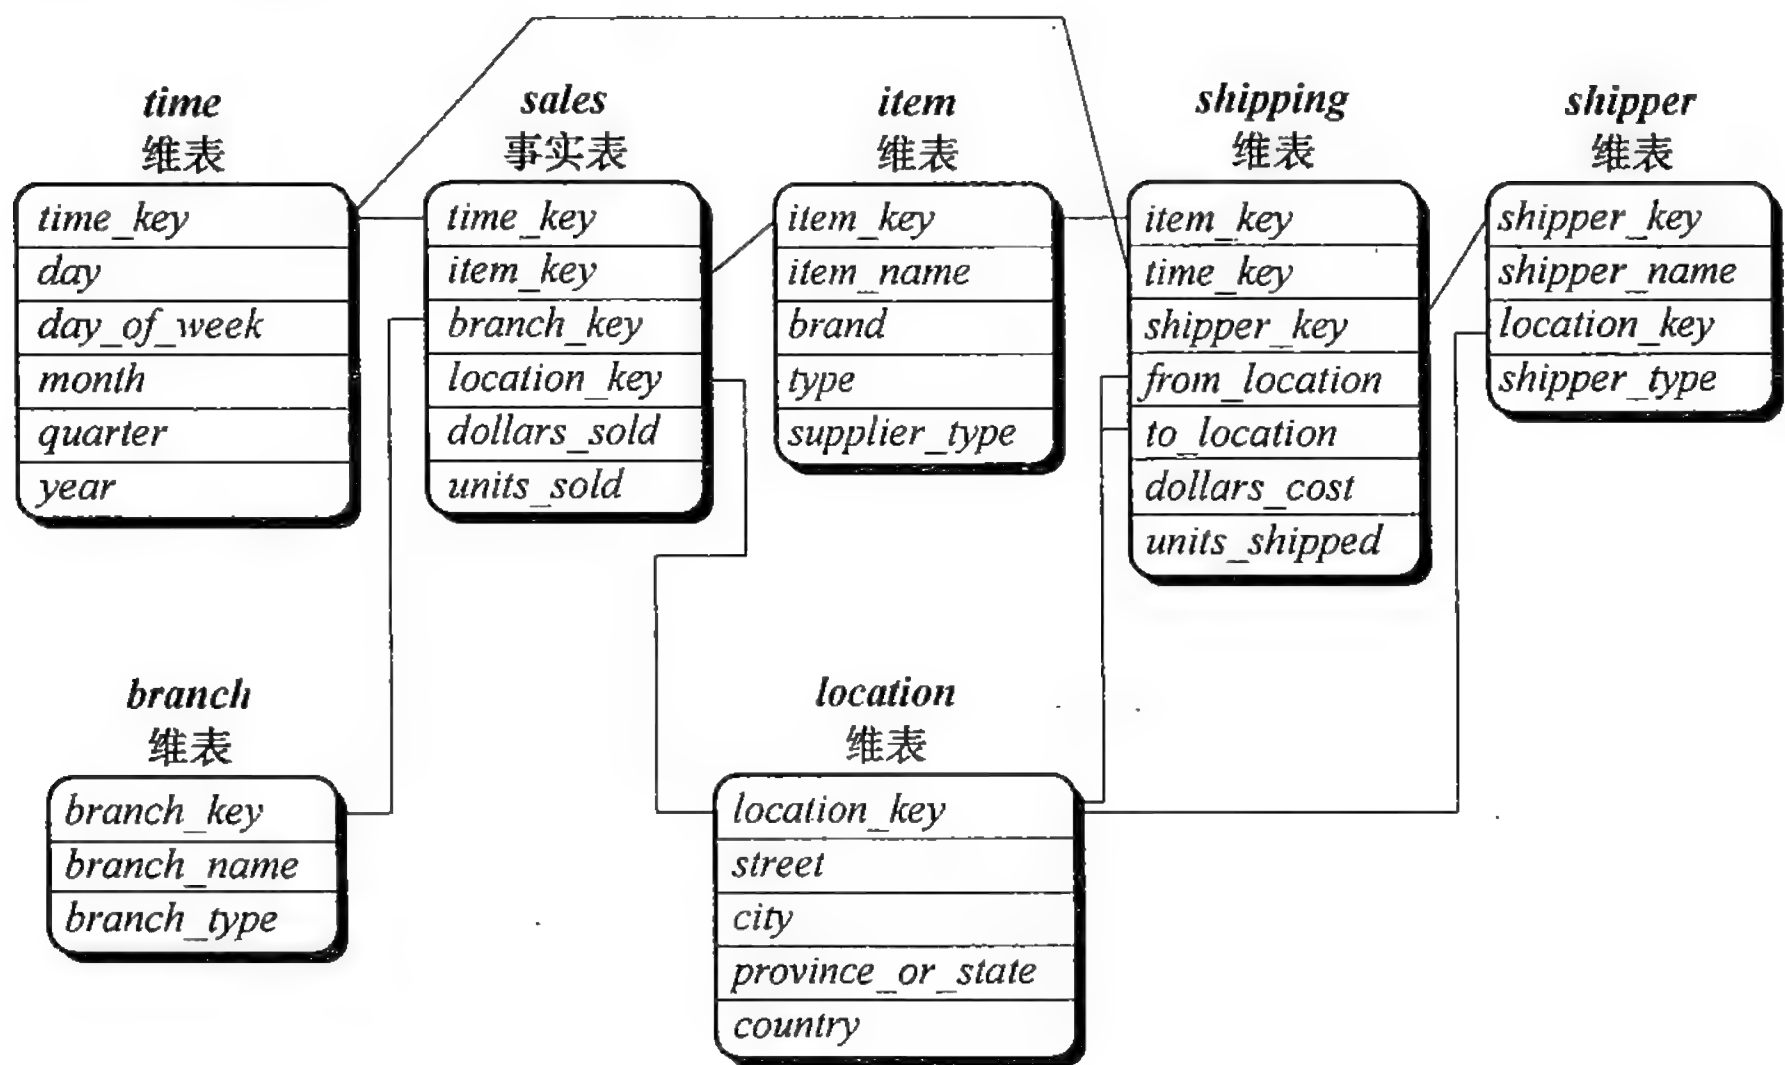 time
维表
time_key
day
day_of_week
month
quarter
year
sales
事实表
time_key
item_key
branch_key
location_key
dollars_sold
units_sold
item
维表
item_key
item_name
brand
type
supplier_type
shipping
维表
item_key
time_key
shipper_key
from_location
to_location
dollars_cost
units_shipped
shipper
维表
shipper_key
shipper_name
location_key
shipper_type
branch
维表
branch_key
branch_name
branch_type
location
维表
location_key
street
city
province_or_state
country